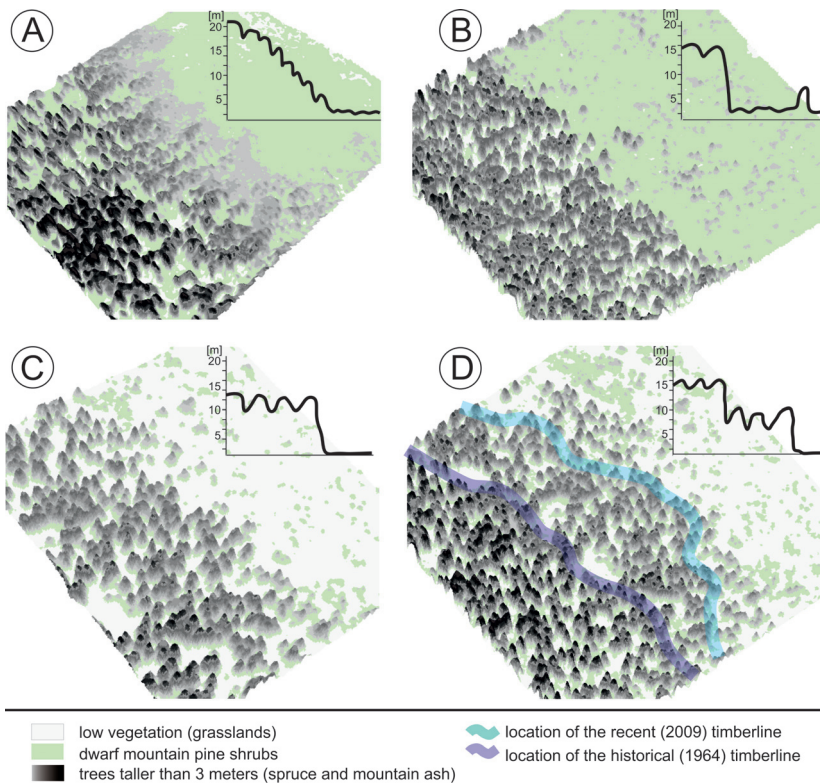 A
[m]
20
15
10
5
B
[m]
20
15
10
5
C
[m]
20
15
10
5
D
[m]
20
15
10
5
low vegetation (grasslands)
dwarf mountain pine shrubs
trees taller than 3 meters (spruce and mountain ash)
location of the recent (2009) timberline
location of the historical (1964) timberline